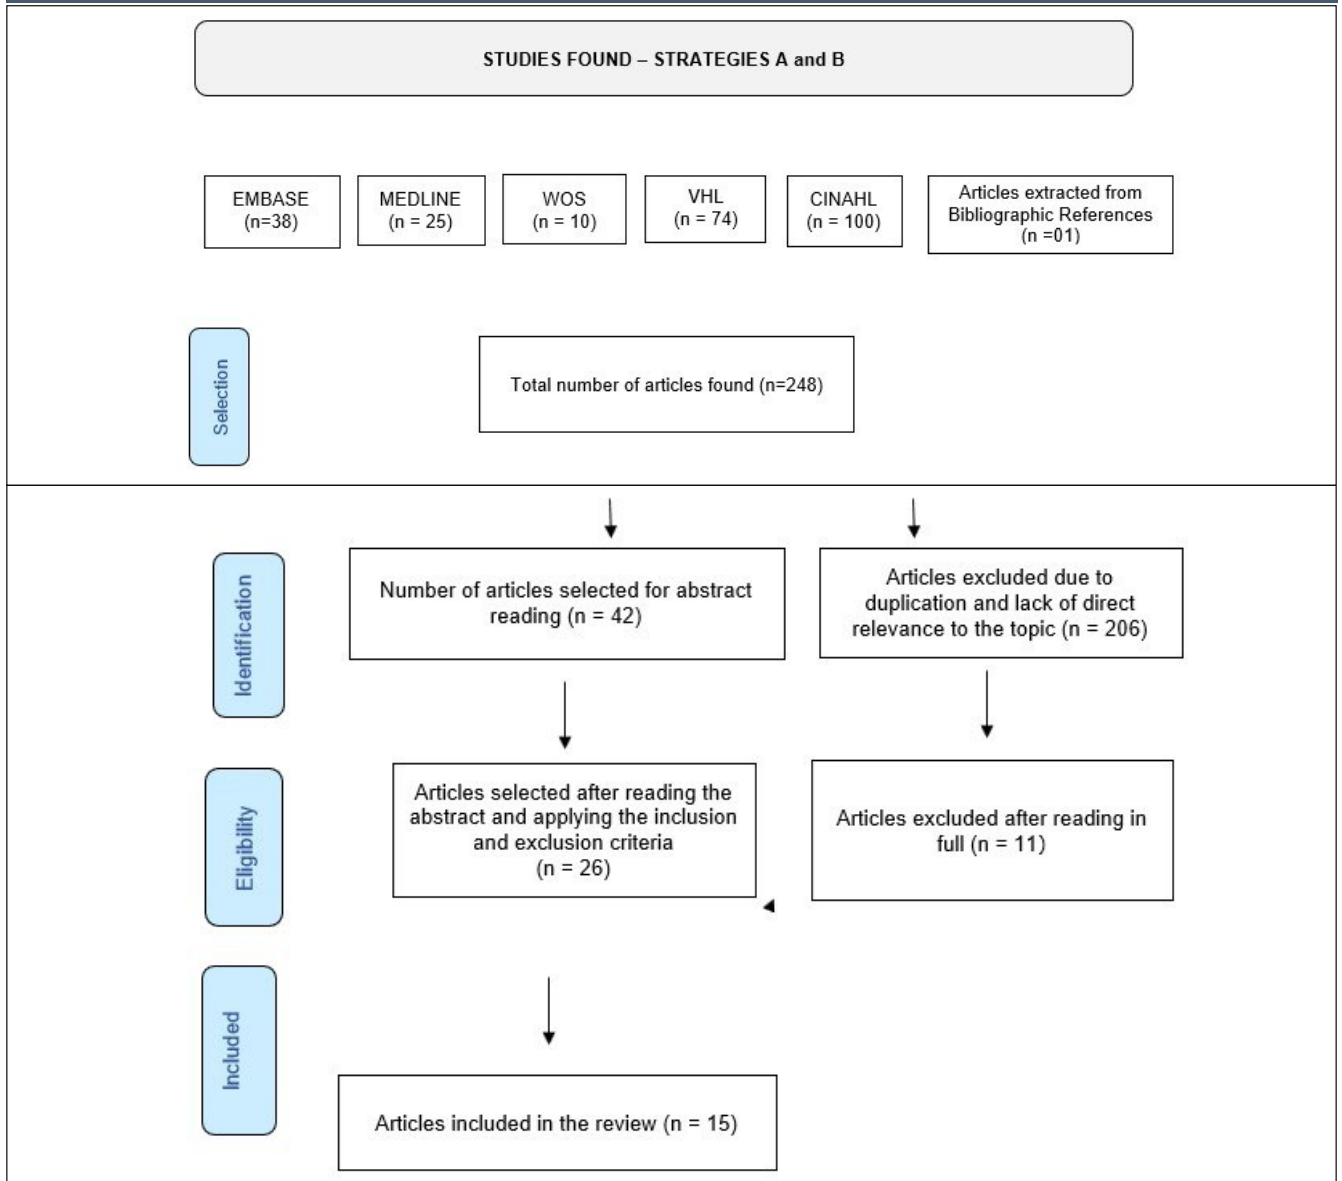 STUDIES FOUND – STRATEGIES A and B
EMBASE
(n=38)
MEDLINE
(n = 25)
WOS
(n = 10)
VHL
(n = 74)
CINAHL
(n = 100)
Articles extracted from
Bibliographic References
(n =01)
Selection
Total number of articles found (n=248)
Identification
Number of articles selected for abstract
reading (n = 42)
Articles excluded due to
duplication and lack of direct
relevance to the topic (n = 206)
Eligibility
Articles selected after reading the
abstract and applying the inclusion
and exclusion criteria
(n = 26)
Articles excluded after reading in
full (n = 11)
Included
Articles included in the review (n = 15)